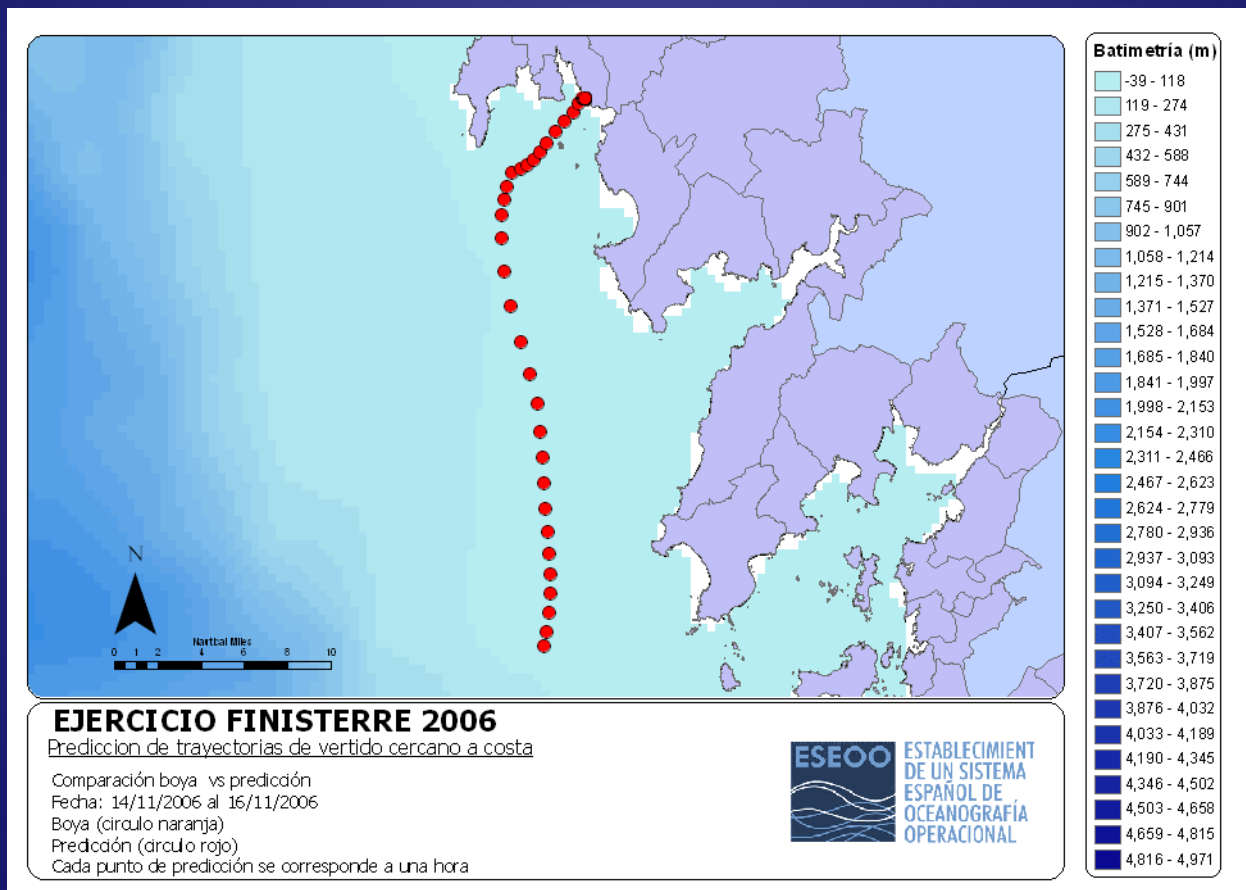 N
Nautical Miles
0 1 2 4 6 8 10
Batimetría (m)
-39 - 118
119 - 274
275 - 431
432 - 588
589 - 744
745 - 901
902 - 1,057
1,058 - 1,214
1,215 - 1,370
1,371 - 1,527
1,528 - 1,684
1,685 - 1,840
1,841 - 1,997
1,998 - 2,153
2,154 - 2,310
2,311 - 2,466
2,467 - 2,623
2,624 - 2,779
2,780 - 2,936
2,937 - 3,093
3,094 - 3,249
3,250 - 3,406
3,407 - 3,562
3,563 - 3,719
3,720 - 3,875
3,876 - 4,032
4,033 - 4,189
4,190 - 4,345
4,346 - 4,502
4,503 - 4,658
4,659 - 4,815
4,816 - 4,971
EJERCICIO FINISTERRE 2006
Prediccion de trayectorias de vertido cercano a costa
Comparación boya vs predicción
Fecha: 14/11/2006 al 16/11/2006
Boya (circulo naranja)
Predicción (circulo rojo)
Cada punto de predicción se corresponde a una hora
ESEOO
ESTABLECIMIENT
DE UN SISTEMA
ESPAÑOL DE
OCEANOGRAFÍA
OPERACIONAL